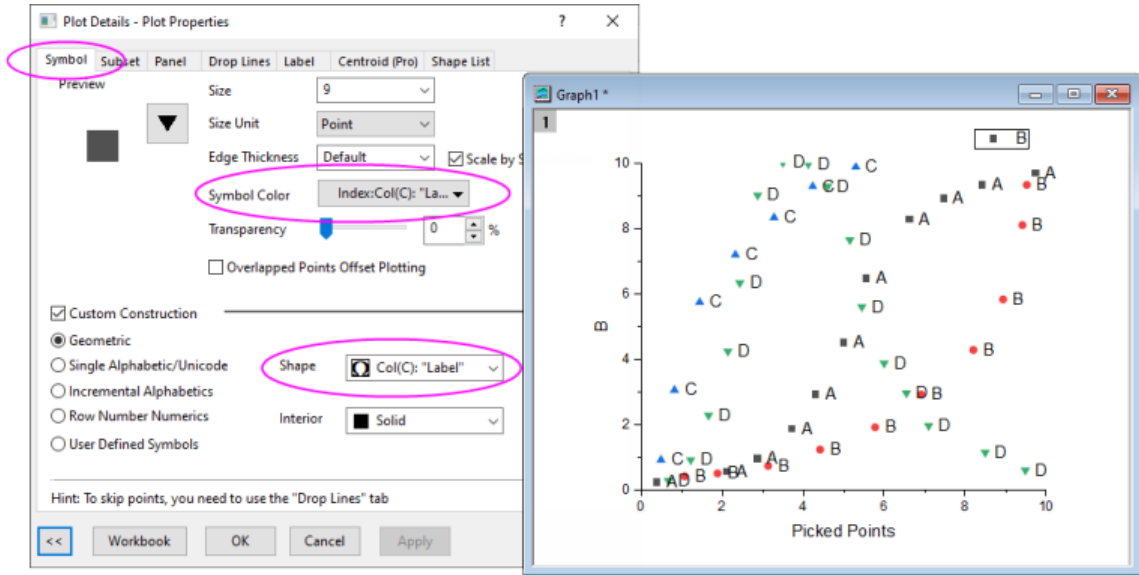 Plot Details - Plot Properties
?
Symbol Subset Panel Drop Lines Label Centroid (Pro) Shape List
Preview
Size 9
Size Unit Point
Edge Thickness Default Scale by S
Symbol Color Index:Col(C): "La...
Transparency 0 %
Overlapped Points Offset Plotting
Custom Construction
Geometric
Single Alphabetic/Unicode
Shape Col(C): "Label"
Incremental Alphabetics
Row Number Numerics
Interior Solid
User Defined Symbols
Hint: To skip points, you need to use the "Drop Lines" tab
<< Workbook OK Cancel Apply
Graph1 *
1
B
10 D D C A
C C D A B
D A
C A B
8
C D
D C A
6 C D B
A
D D B
4
C A D B
D A B
2 A B D
B D
C D A B D
A D B B A
0
0 2 4 6 8 10
B
Picked Points